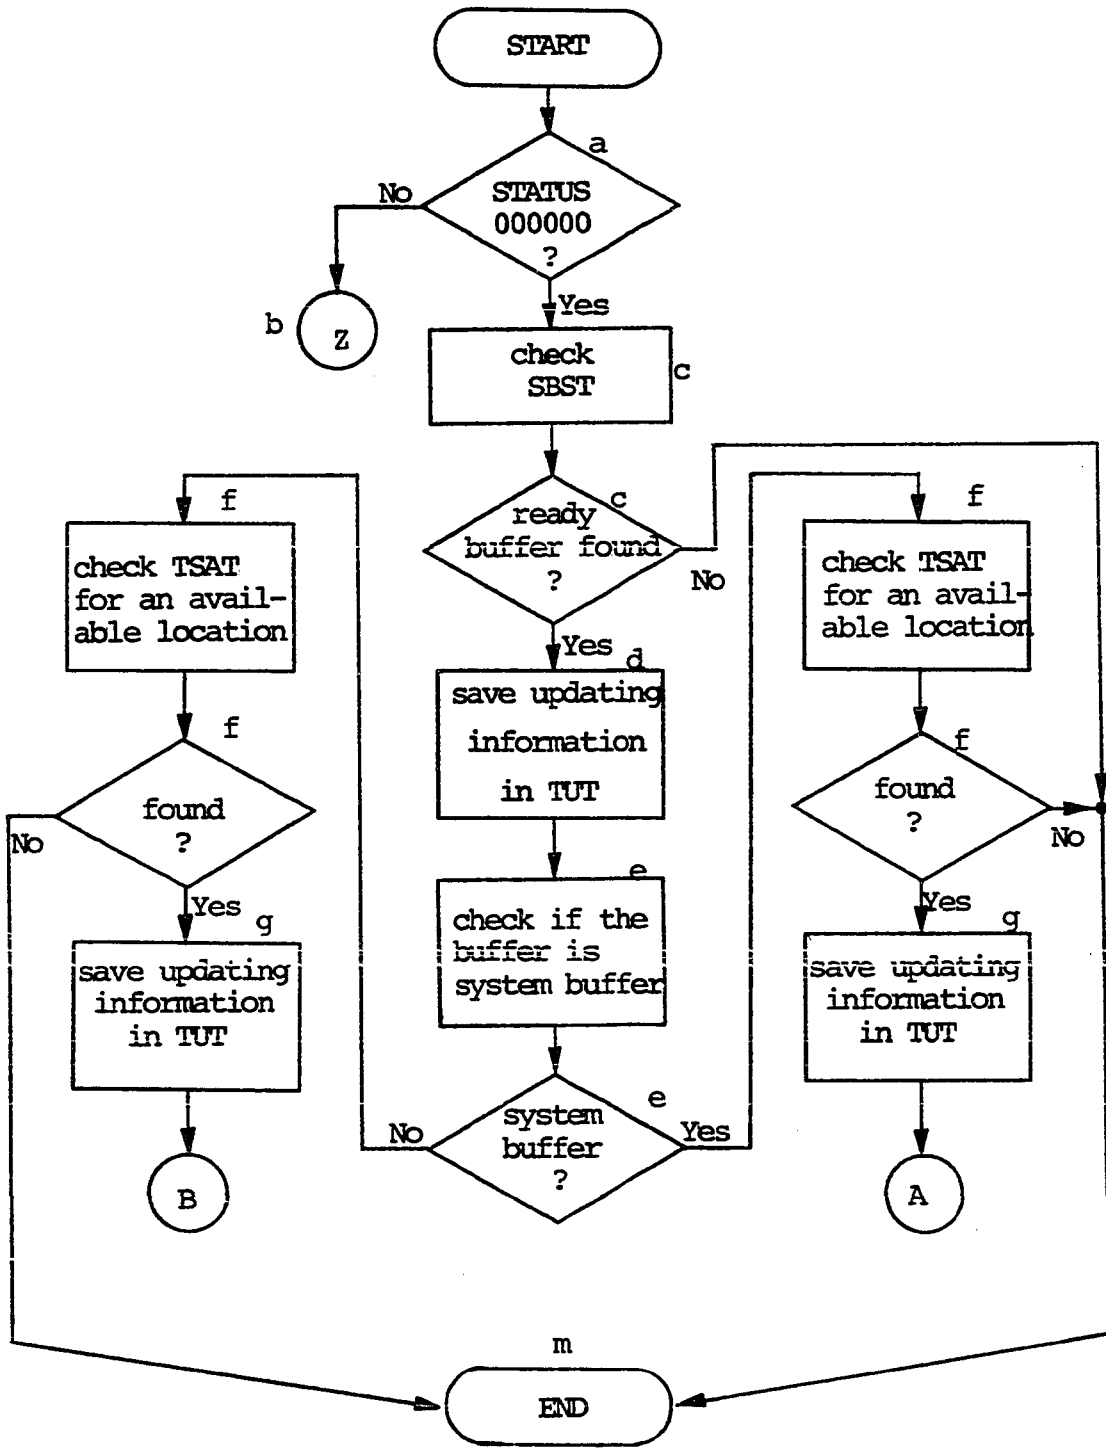 START
a
No
STATUS
000000
?
Yes
b
Z
check
SBST
c
c
ready
buffer found
?
No
Yes
f
check TSAT
for an avail-
able location
f
found
?
No
Yes
g
save updating
information
in TUT
B
d
save updating
information
in TUT
e
check if the
buffer is
system buffer
e
system
buffer
?
No
Yes
f
check TSAT
for an avail-
able location
f
found
?
No
Yes
g
save updating
information
in TUT
A
m
END